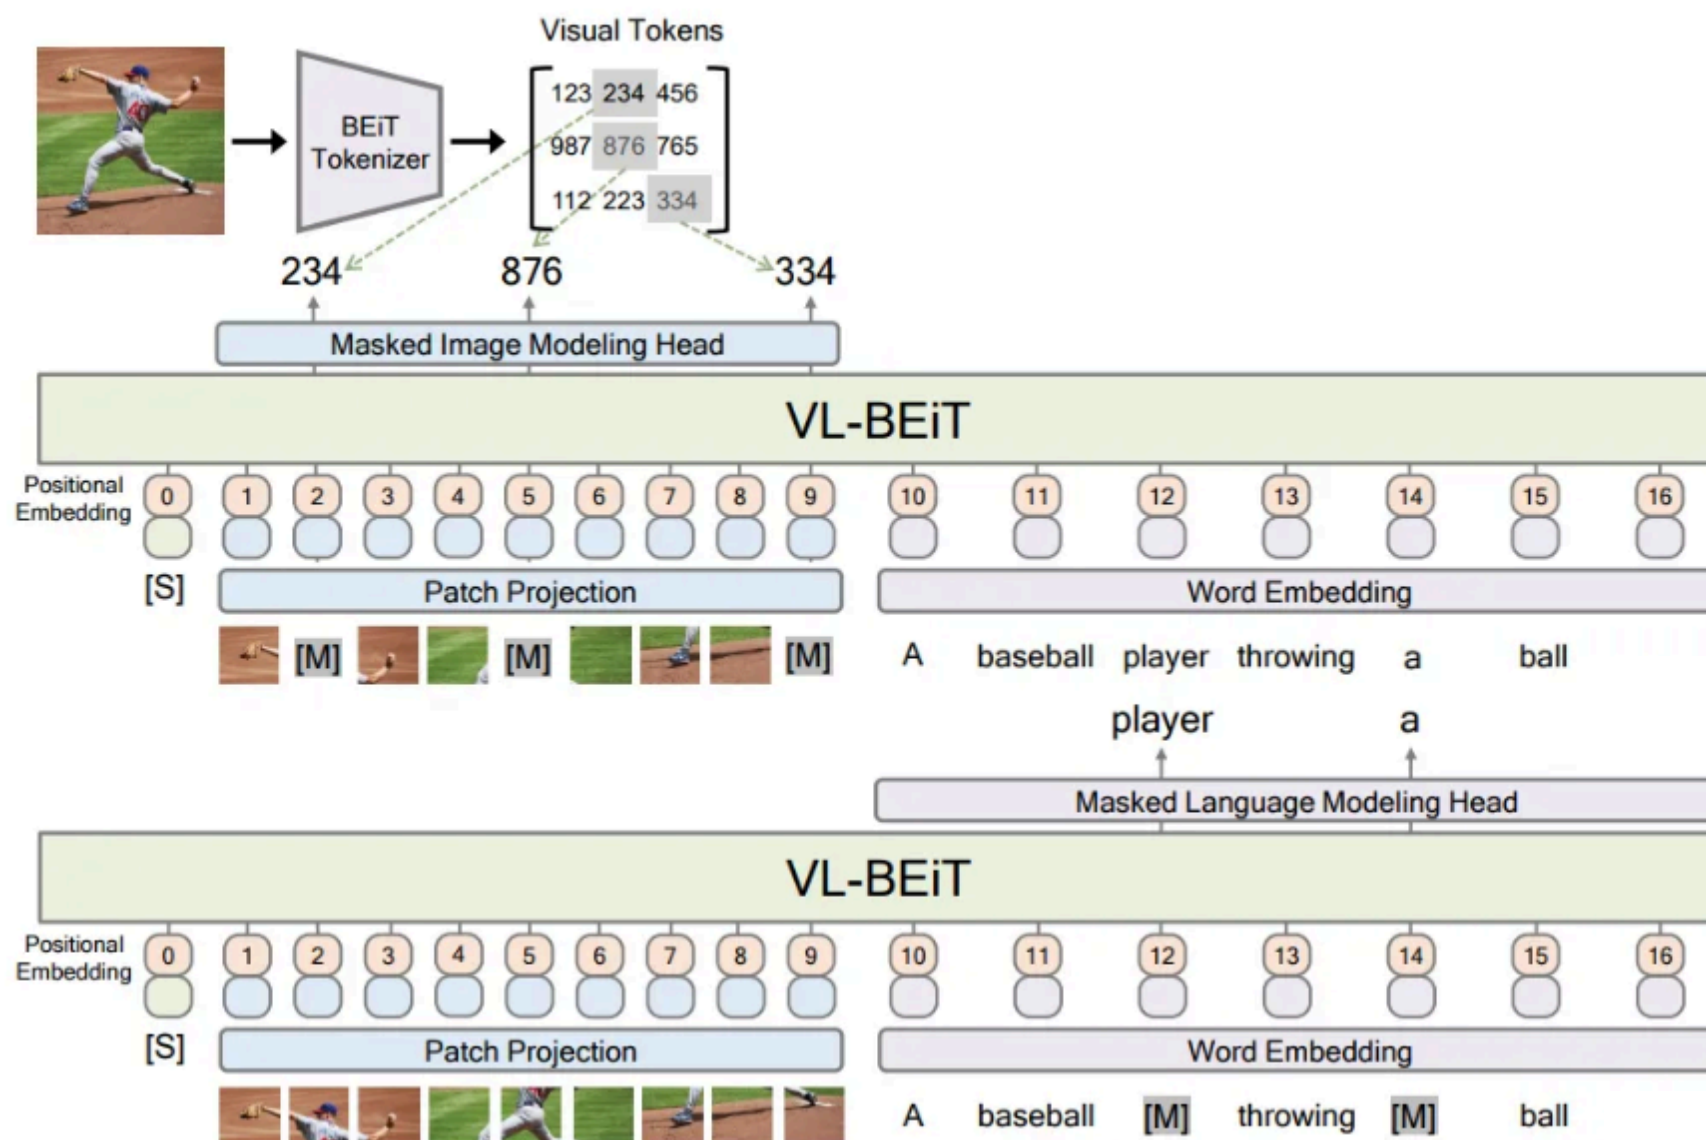 Visual Tokens
123 234 456
987 876 765
112 223 334
BEiT
Tokenizer
234 876 334
Masked Image Modeling Head
VL-BEiT
Positional
Embedding
0 1 2 3 4 5 6 7 8 9 10 11 12 13 14 15 16
[S] Patch Projection Word Embedding
[M] [M] [M] A baseball player throwing a ball
player a
Masked Language Modeling Head
VL-BEiT
Positional
Embedding
0 1 2 3 4 5 6 7 8 9 10 11 12 13 14 15 16
[S] Patch Projection Word Embedding
A baseball [M] throwing [M] ball